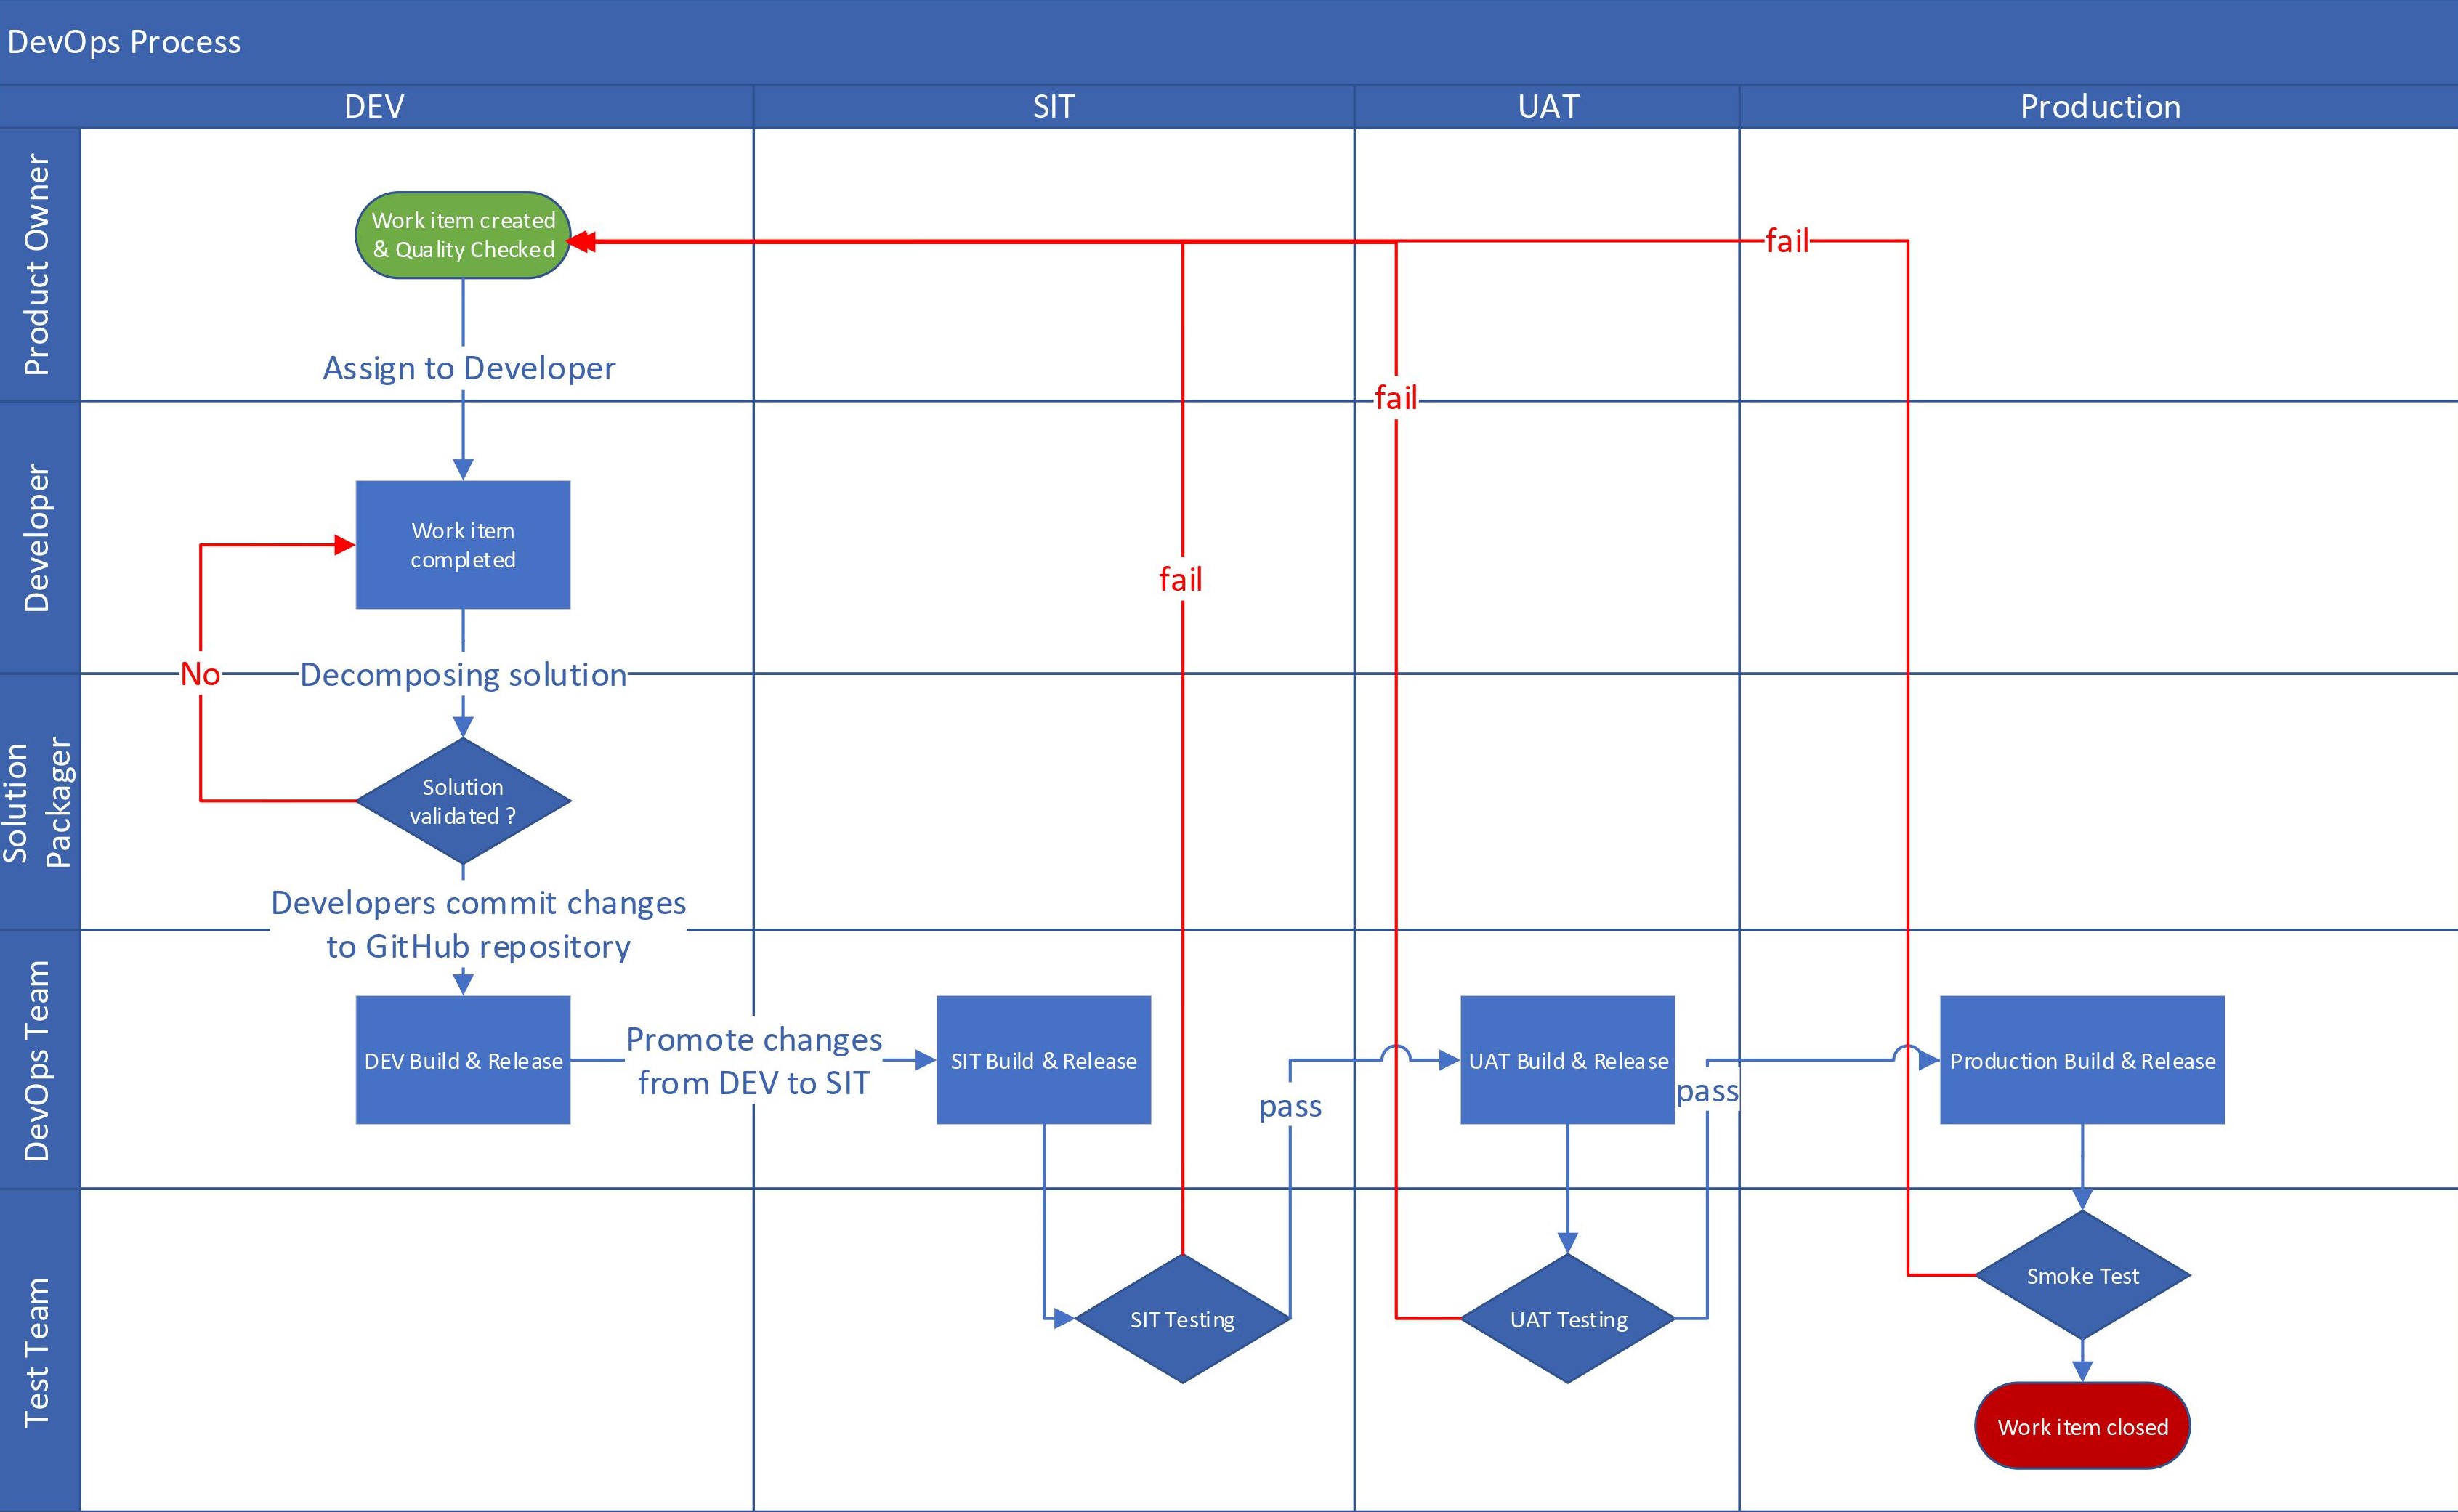 DevOps Process
DEV
SIT
UAT
Production
Product Owner
Work item created
& Quality Checked
fail
Assign to Developer
fail
Developer
Work item
completed
fail
No
Decomposing solution
Solution
Packager
Solution
validated ?
Developers commit changes
to GitHub repository
DevOps Team
DEV Build & Release
Promote changes
from DEV to SIT
SIT Build & Release
pass
UAT Build & Release
pass
Production Build & Release
Test Team
SIT Testing
UAT Testing
Smoke Test
Work item closed